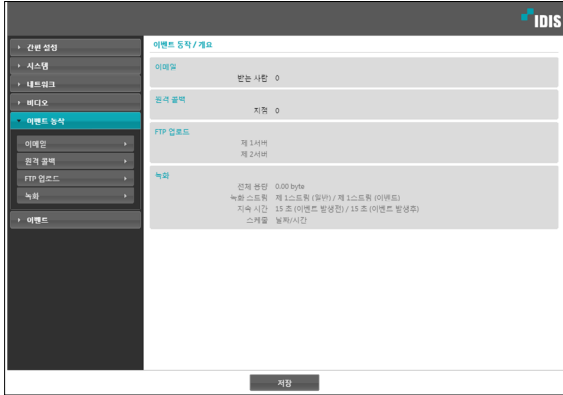 IDIS
간편 설정
시스템
네트워크
비디오
이벤트 동작
이메일
원격 콜백
FTP 업로드
녹화
이벤트
이벤트 동작 / 개요
이메일
받는 사람 0
원격 콜백
지점 0
FTP 업로드
제 1서버
제 2서버
녹화
전체 용량 0.00 byte
녹화 스트림 제 1스트림 (일반) / 제 1스트림 (이벤트)
지속 시간 15 초 (이벤트 발생전) / 15 초 (이벤트 발생후)
스케줄 날짜/시간
저장